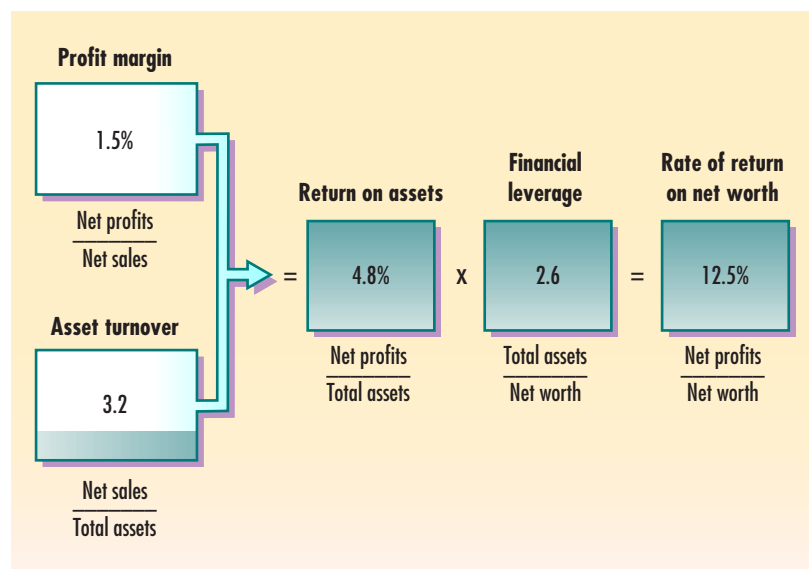 Profit margin
1.5%
Net profits
Net sales
Asset turnover
3.2
Net sales
Total assets
=
Return on assets
4.8%
Net profits
Total assets
x
Financial
leverage
2.6
Total assets
Net worth
=
Rate of return
on net worth
12.5%
Net profits
Net worth